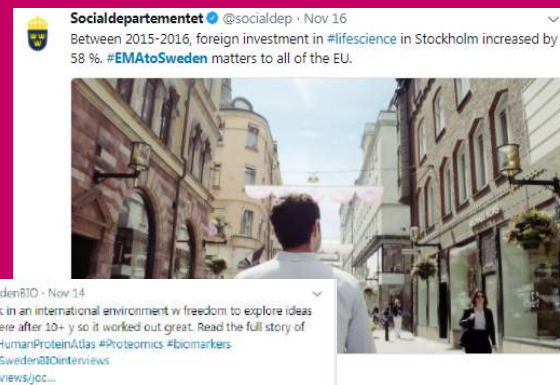 Socialdepartementet @socialdep · Nov 16
Between 2015-2016, foreign investment in #lifescience in Stockholm increased by
58 %. #EMAtoSweden matters to all of the EU.
denBIO · Nov 14
k in an international environment w freedom to explore ideas
ere after 10+ y so it worked out great. Read the full story of
HumanProteinAtlas #Proteomics #biomarkers
SwedenBIOinterviews
views/joc...